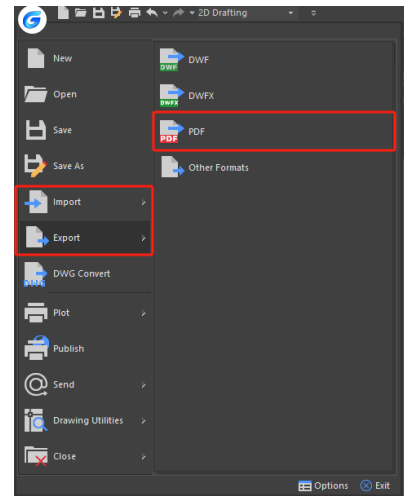 2D Drafting
New
Open
Save
Save As
Import
Export
DWG Convert
Plot
Publish
Send
Drawing Utilities
Close
DWF
DWF
DWFX
DWFX
PDF
PDF
Other Formats
DWG
Options
Exit